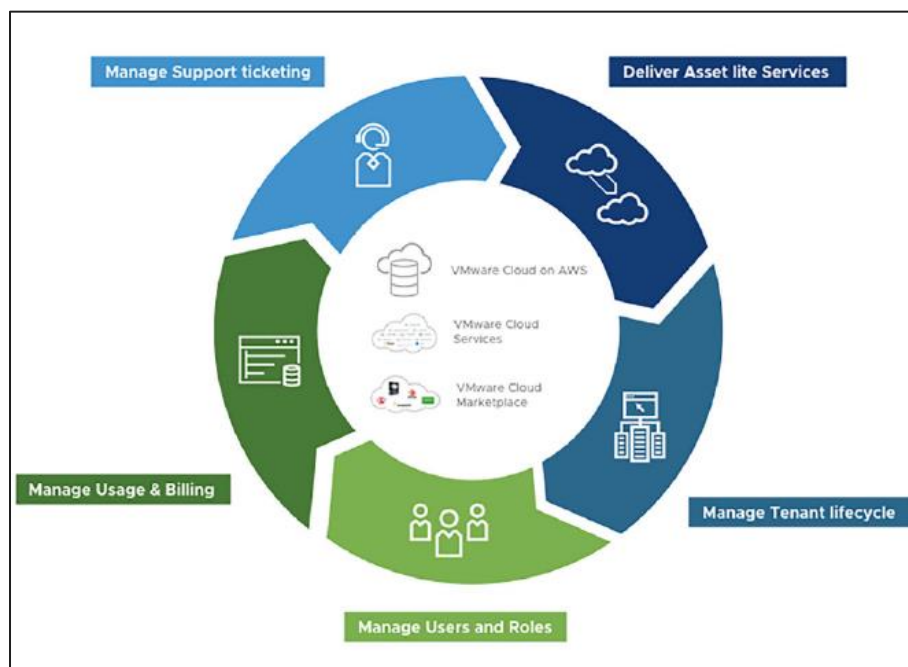 Manage Support ticketing
Deliver Asset lite Services
VMware Cloud on AWS
VMware Cloud
Services
VMware Cloud
Marketplace
Manage Usage & Billing
Manage Tenant lifecycle
Manage Users and Roles